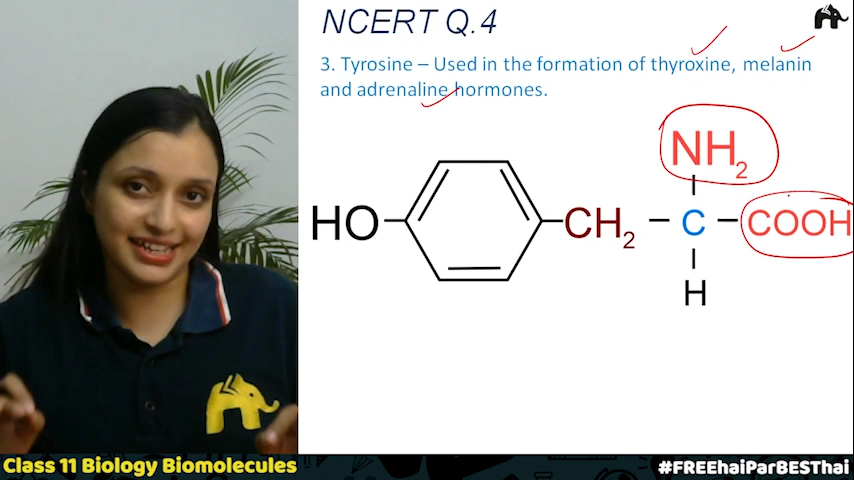 NCERT Q.4
3. Tyrosine – Used in the formation of thyroxine, melanin
and adrenaline hormones.
NH2
HO CH2 C COOH
H
Class 11 Biology Biomolecules
#FREEhaiParBESThai